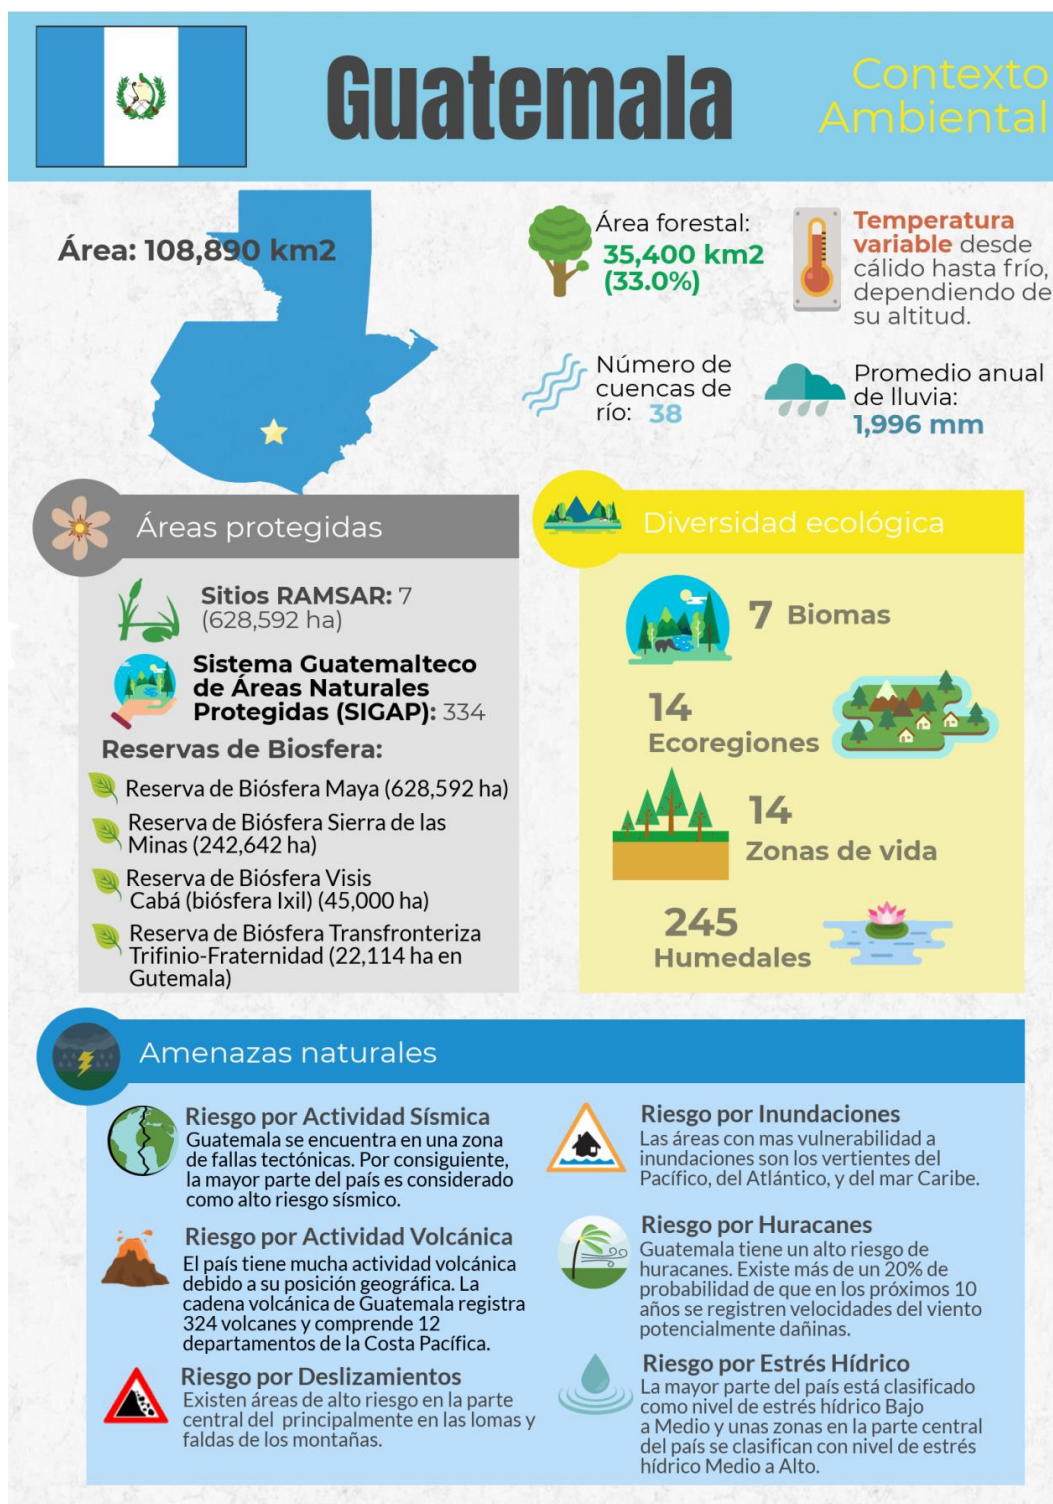 Guatemala
Contexto
Ambiental
Área: 108,890 km2
Área forestal:
35,400 km2
(33.0%)
Temperatura
variable desde
cálido hasta frío,
dependiendo de
su altitud.
Número de
cuencas de
río: 38
Promedio anual
de lluvia:
1,996 mm
Áreas protegidas
Sitios RAMSAR: 7
(628,592 ha)
Sistema Guatemalteco
de Áreas Naturales
Protegidas (SIGAP): 334
Reservas de Biosfera:
Reserva de Biósfera Maya (628,592 ha)
Reserva de Biósfera Sierra de las
Minas (242,642 ha)
Reserva de Biósfera Visis
Cabá (biósfera Ixil) (45,000 ha)
Reserva de Biósfera Transfronteriza
Trifinio-Fraternidad (22,114 ha en
Gutemala)
Diversidad ecológica
7 Biomas
14
Ecoregiones
14
Zonas de vida
245
Humedales
Amenazas naturales
Riesgo por Actividad Sísmica
Guatemala se encuentra en una zona
de fallas tectónicas. Por consiguiente,
la mayor parte del país es considerado
como alto riesgo sísmico.
Riesgo por Actividad Volcánica
El país tiene mucha actividad volcánica
debido a su posición geográfica. La
cadena volcánica de Guatemala registra
324 volcanes y comprende 12
departamentos de la Costa Pacífica.
Riesgo por Deslizamientos
Existen áreas de alto riesgo en la parte
central del principalmente en las lomas y
faldas de los montañas.
Riesgo por Inundaciones
Las áreas con mas vulnerabilidad a
inundaciones son los vertientes del
Pacífico, del Atlántico, y del mar Caribe.
Riesgo por Huracanes
Guatemala tiene un alto riesgo de
huracanes. Existe más de un 20% de
probabilidad de que en los próximos 10
años se registren velocidades del viento
potencialmente dañinas.
Riesgo por Estrés Hídrico
La mayor parte del país está clasificado
como nivel de estrés hídrico Bajo
a Medio y unas zonas en la parte central
del país se clasifican con nivel de estrés
hídrico Medio a Alto.